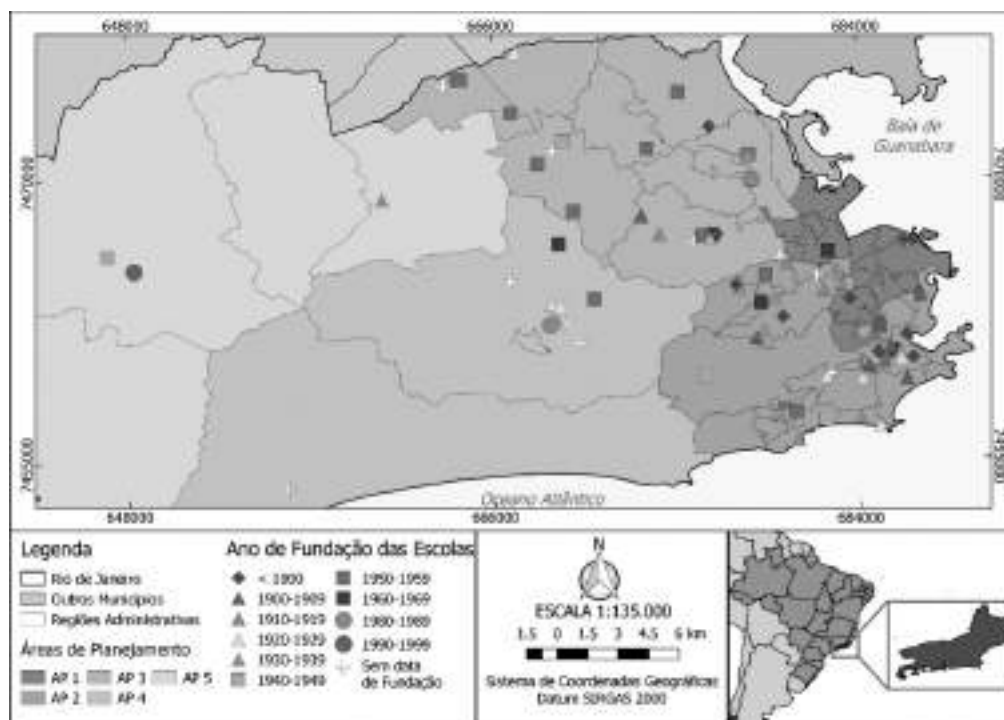 648000 666000 684000
Baía de
Guanabara
7470000
7455000
7455000
Oceano Atlântico
648000 666000 684000
Legenda
Rio de Janeiro
Outros Municípios
Regiões Administrativas
Áreas de Planejamento
AP 1 AP 3 AP 5
AP 2 AP 4
Ano de Fundação das Escolas
< 1900
1900-1909
1910-1919
1920-1929
1930-1939
1940-1949
1950-1959
1960-1969
1980-1989
1990-1999
Sem data
de Fundação
N
ESCALA 1:135.000
1.5 0 1.5 3 4.5 6 km
Sistema de Coordenadas Geográficas
Datum SIRGAS 2000